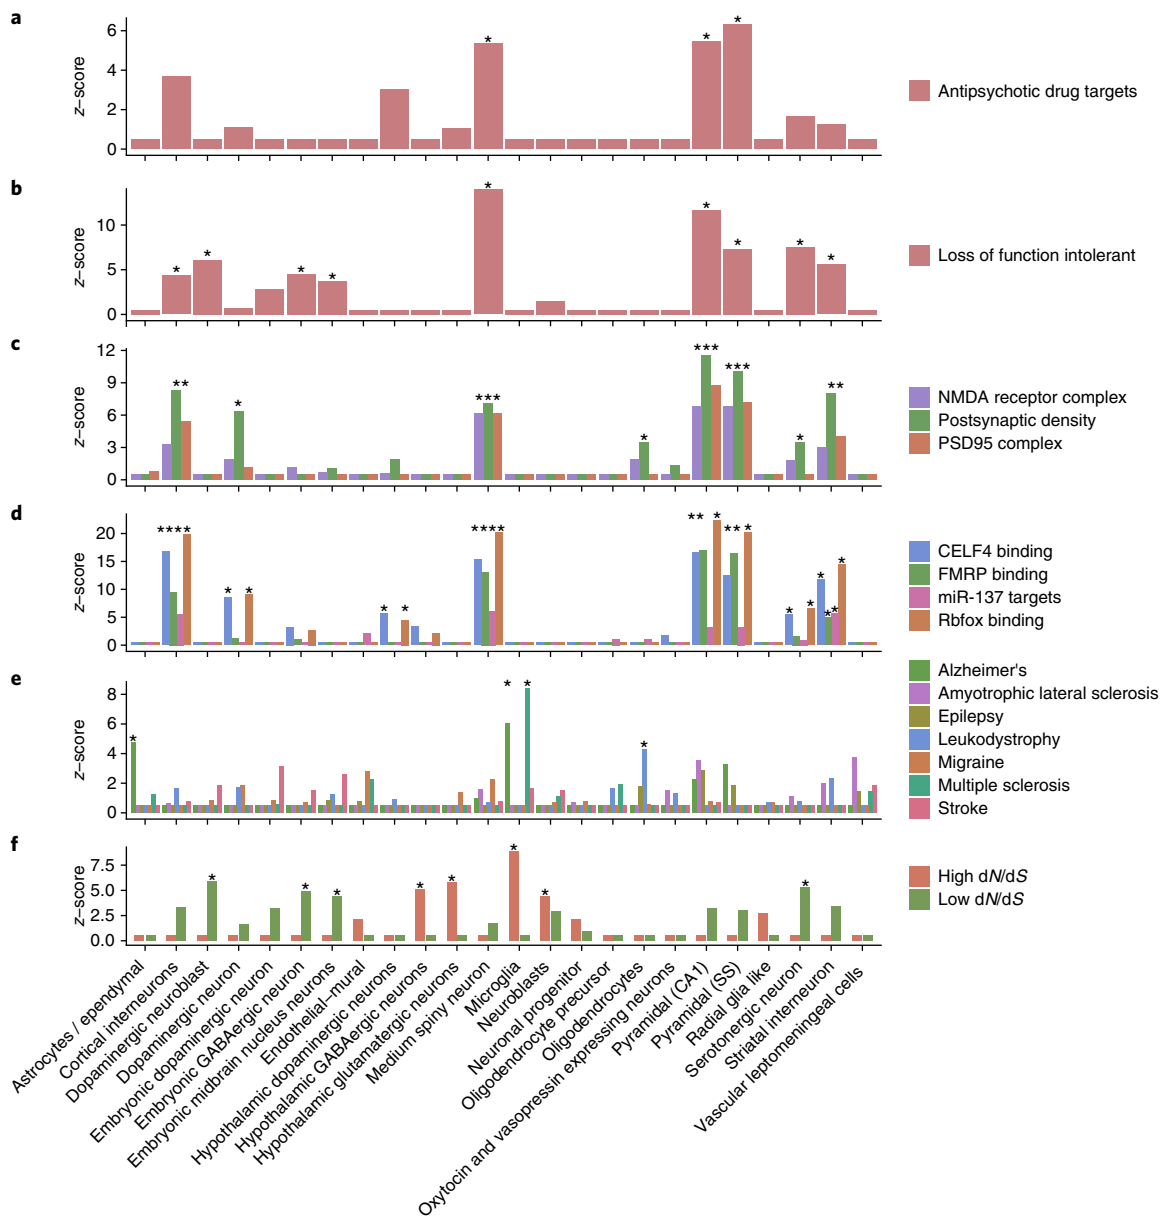 a
z-score
6
4
2
0
*
*
*
Antipsychotic drug targets
b
z-score
10
5
0
*
*
*
*
*
*
*
*
*
Loss of function intolerant
c
z-score
12
9
6
3
0
**
*
***
*
***
***
*
**
NMDA receptor complex
Postsynaptic density
PSD95 complex
d
z-score
20
15
10
5
0
****
*
*
*
*
****
**
*
**
*
*
*
*
*
*
*
CELF4 binding
FMRP binding
miR-137 targets
Rbfox binding
e
z-score
8
6
4
2
0
*
*
*
*
Alzheimer's
Amyotrophic lateral sclerosis
Epilepsy
Leukodystrophy
Migraine
Multiple sclerosis
Stroke
f
z-score
7.5
5.0
2.5
0.0
*
*
*
*
*
*
*
*
High dN/dS
Low dN/dS
Astrocytes / ependymal
Cortical interneurons
Dopaminergic neuroblast
Dopaminergic neuron
Embryonic dopaminergic neuron
Embryonic GABAergic neuron
Embryonic midbrain nucleus neurons
Endothelial–mural
Hypothalamic dopaminergic neurons
Hypothalamic GABAergic neurons
Hypothalamic glutamatergic neurons
Medium spiny neuron
Microglia
Neuroblasts
Neuronal progenitor
Oligodendrocyte precursor
Oligodendrocytes
Oxytocin and vasopressin expressing neurons
Pyramidal (CA1)
Pyramidal (SS)
Radial glia like
Serotonergic neuron
Striatal interneuron
Vascular leptomeningeal cells